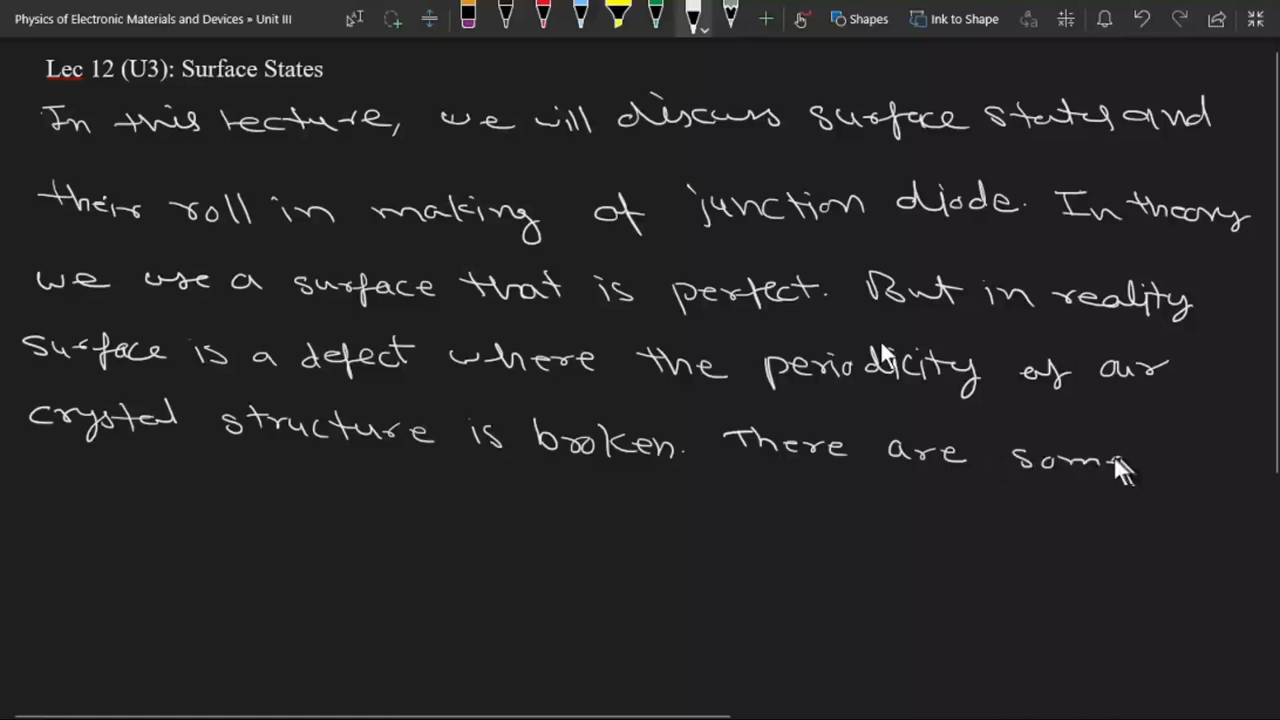 Physics of Electronic Materials and Devices » Unit III
Shapes
Ink to Shape
Lec 12 (U3): Surface States
In this lecture, we will discuss surface states and
their roll in making of junction diode. In theory
we use a surface that is perfect. But in reality
surface is a defect where the periodicity of our
crystal structure is broken. There are some